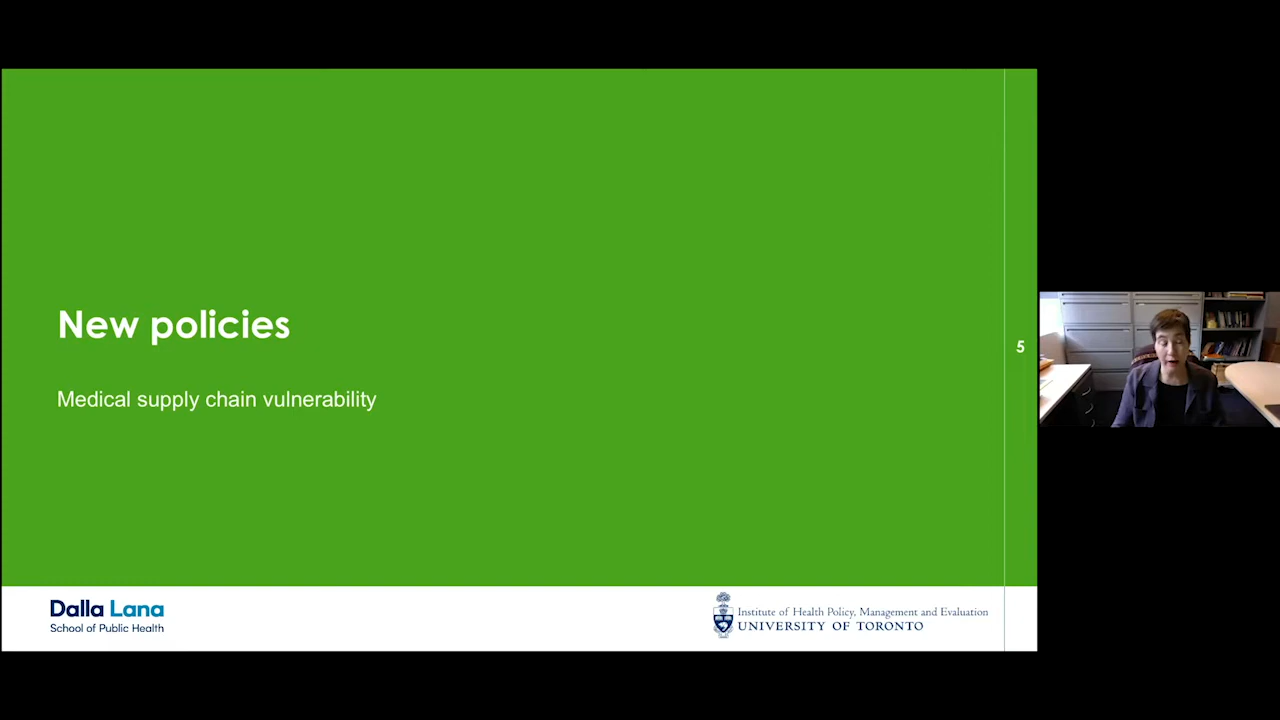 New policies
Medical supply chain vulnerability
5
Dalla Lana
School of Public Health
Institute of Health Policy, Management and Evaluation
UNIVERSITY OF TORONTO